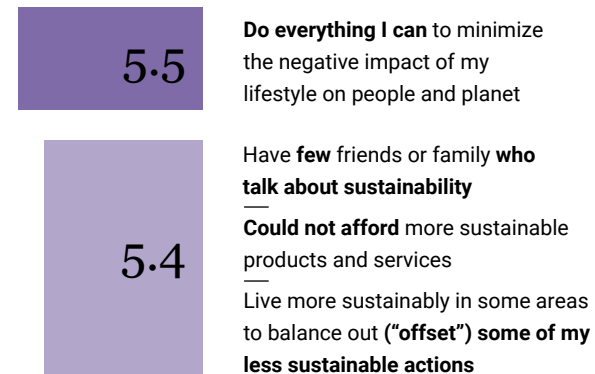 5·5
Do everything I can to minimize
the negative impact of my
lifestyle on people and planet
5·4
Have few friends or family who
talk about sustainability
Could not afford more sustainable
products and services
Live more sustainably in some areas
to balance out (“offset”) some of my
less sustainable actions